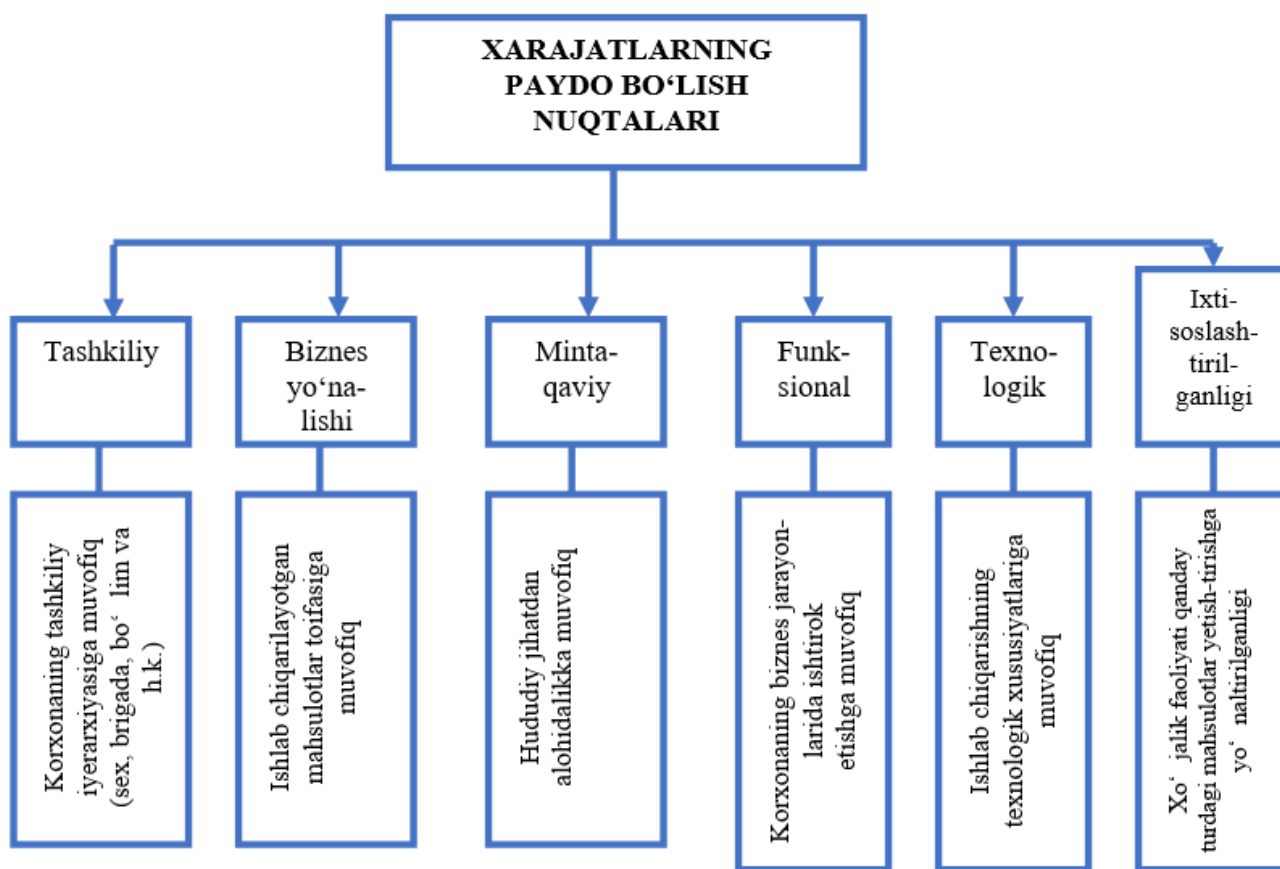 XARAJATLARNING
PAYDO BO‘LISH
NUQTALARI
Tashkiliy
Biznes
yo‘na-
lishi
Minta-
qaviy
Funk-
sional
Texno-
logik
Ixti-
soslash-
tiril-
ganligi
Korxonaning tashkiliy
iyerarxiyasiga muvofiq
(sex, brigada, bo‘ lim va
h.k.)
Ishlab chiqarilayotgan
mahsulotlar toifasiga
muvofiq
Hududiy jihatdan
alohidalikka muvofiq
Korxonaning biznes jarayon-
larida ishtirok
etishga muvofiq
Ishlab chiqarishning
texnologik xususiyatlariga
muvofiq
Xo‘ jalik faoliyati qanday
turdagi mahsulotlar yetish-tirishga
yo‘ naltirilganligi